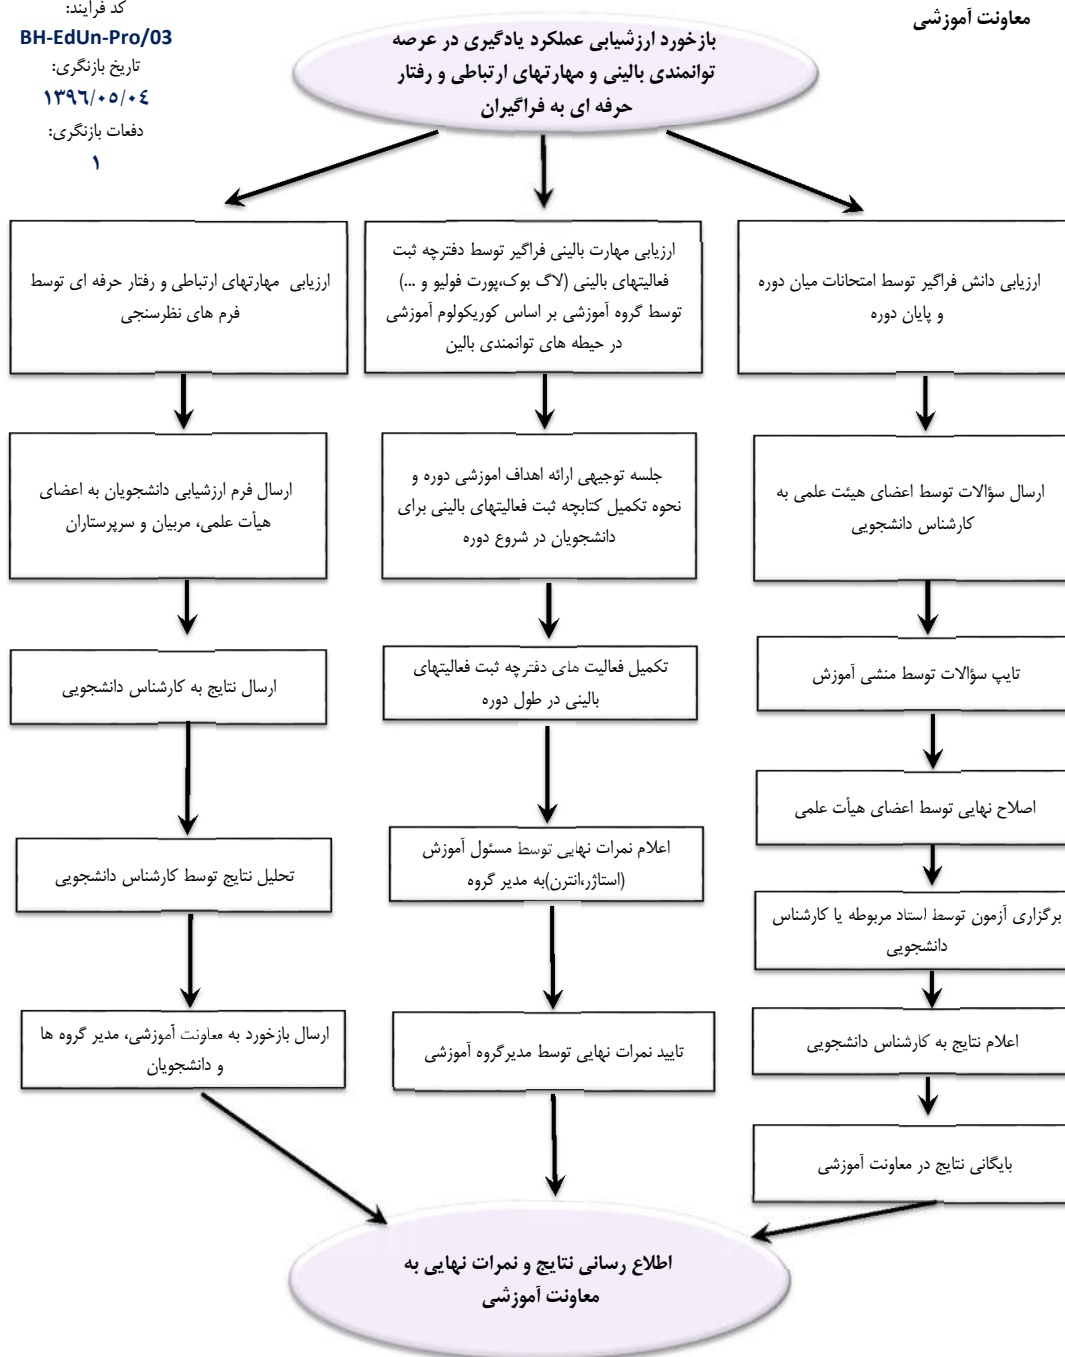 معاونت آموزشی
کد فرآیند:
BH-EdUn-Pro/03
تاریخ بازنگری:
۱۳۹٦/۰٥/۰٤
دفعات بازنگری:
۱
بازخورد ارزشیابی عملکرد یادگیری در عرصه
توانمندی بالینی و مهارتهای ارتباطی و رفتار
حرفه ای به فراگیران
ارزیابی دانش فراگیر توسط امتحانات میان دوره
و پایان دوره
ارسال سؤالات توسط اعضای هیئت علمی به
کارشناس دانشجویی
تایپ سؤالات توسط منشی آموزش
اصلاح نهایی توسط اعضای هیأت علمی
برگزاری آزمون توسط استاد مربوطه یا کارشناس
دانشجویی
اعلام نتایج به کارشناس دانشجویی
بایگانی نتایج در معاونت آموزشی
ارزیابی مهارت بالینی فراگیر توسط دفترچه ثبت
فعالیتهای بالینی (لاگ بوک،پورت فولیو و ...)
توسط گروه آموزشی بر اساس کوریکولوم آموزشی
در حیطه های توانمندی بالین
جلسه توجیهی ارائه اهداف اموزشی دوره و
نحوه تکمیل کتابچه ثبت فعالیتهای بالینی برای
دانشجویان در شروع دوره
تکمیل فعالیت های دفترچه ثبت فعالیتهای
بالینی در طول دوره
اعلام نمرات نهایی توسط مسئول آموزش
(استاژر،انترن)به مدیر گروه
تایید نمرات نهایی توسط مدیرگروه آموزشی
ارزیابی مهارتهای ارتباطی و رفتار حرفه ای توسط
فرم های نظرسنجی
ارسال فرم ارزشیابی دانشجویان به اعضای
هیأت علمی، مربیان و سرپرستاران
ارسال نتایج به کارشناس دانشجویی
تحلیل نتایج توسط کارشناس دانشجویی
ارسال بازخورد به معاونت آموزشی، مدیر گروه ها
و دانشجویان
اطلاع رسانی نتایج و نمرات نهایی به
معاونت آموزشی